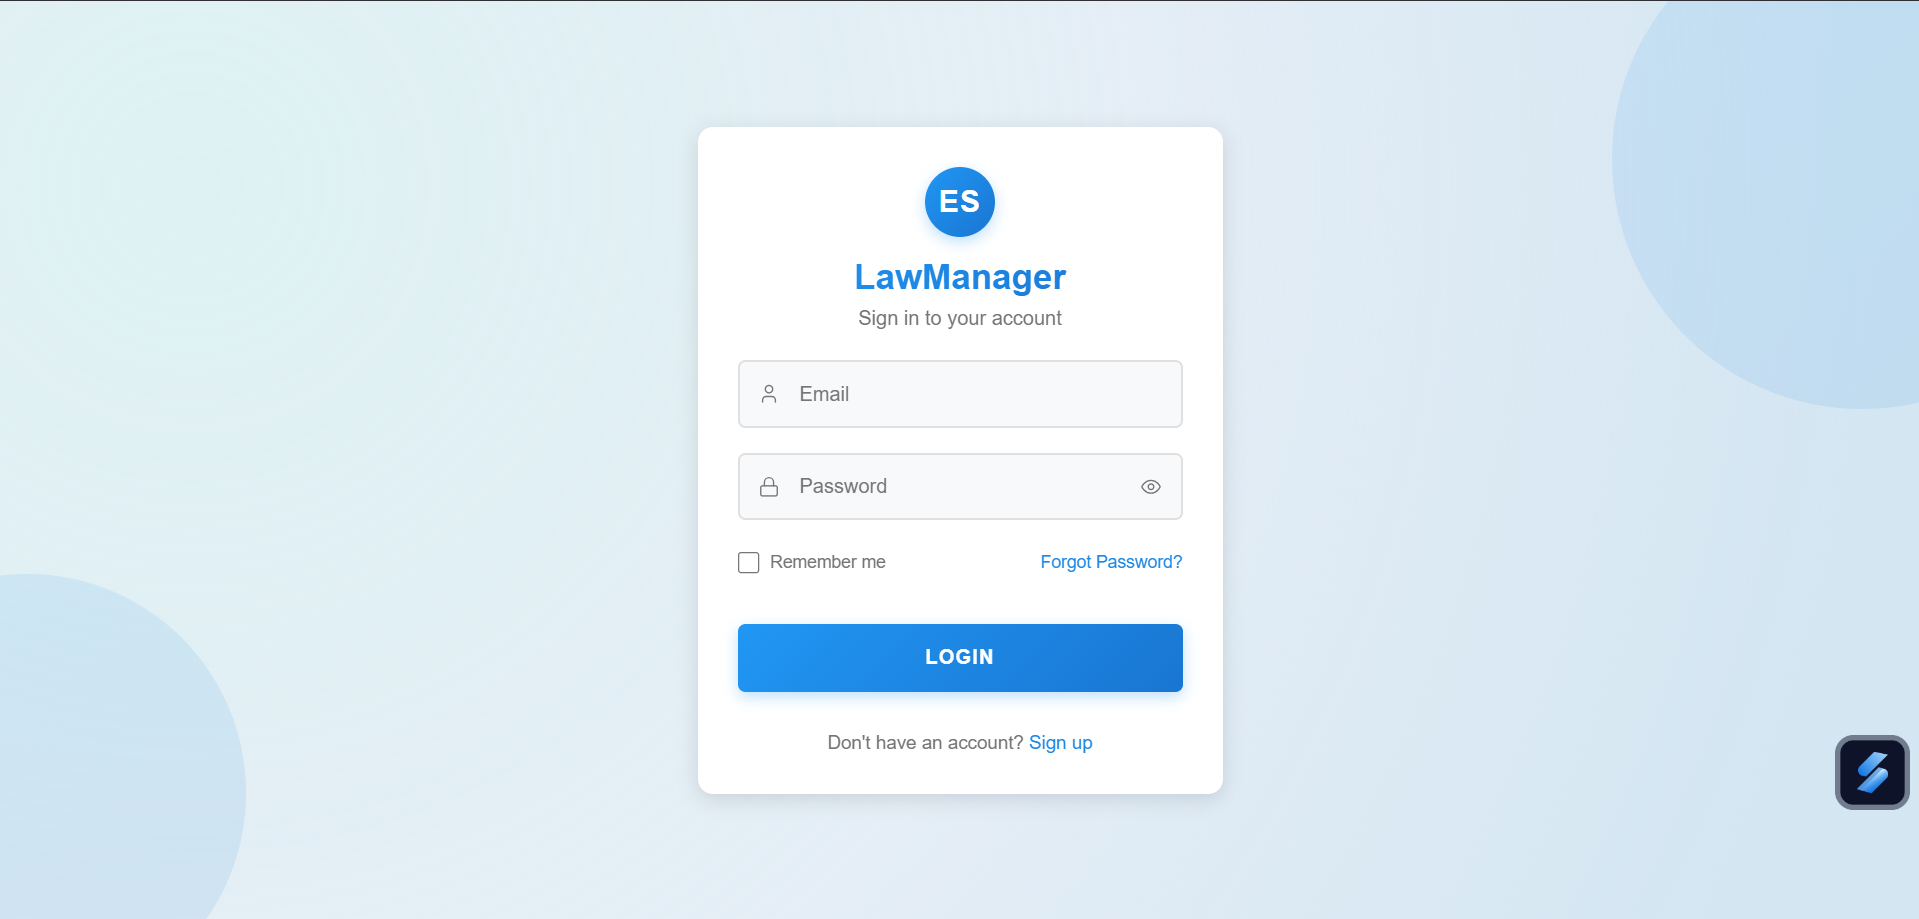 ES
LawManager
Sign in to your account
Email
Password
Remember me
Forgot Password?
LOGIN
Don't have an account? Sign up